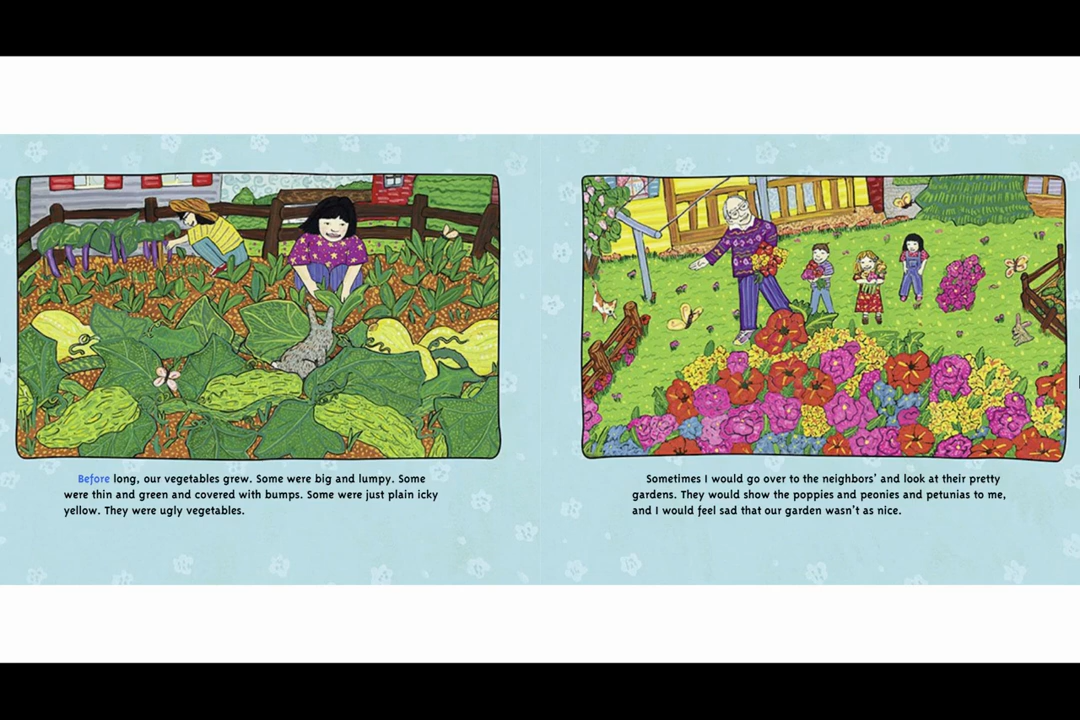 Before long, our vegetables grew. Some were big and lumpy. Some
were thin and green and covered with bumps. Some were just plain icky
yellow. They were ugly vegetables.
Sometimes I would go over to the neighbors' and look at their pretty
gardens. They would show the poppies and peonies and petunias to me,
and I would feel sad that our garden wasn't as nice.